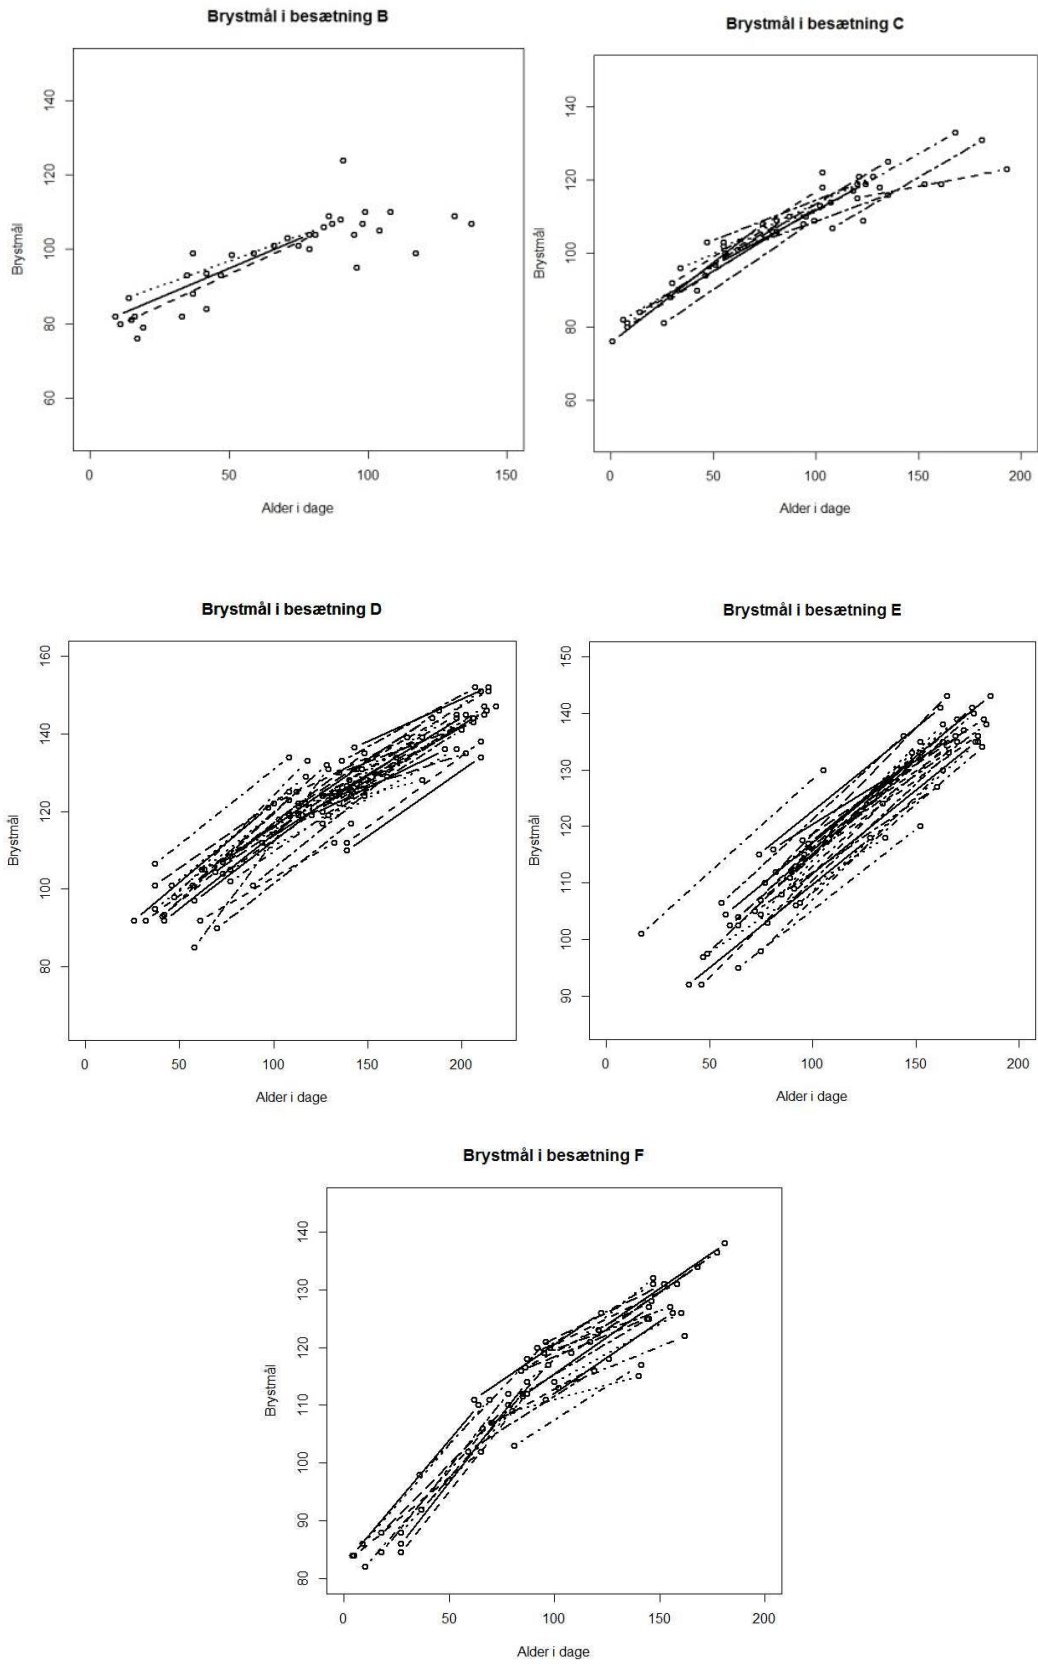 Brystmål i besætning B
Brystmål
140
120
100
80
60
0 50 100 150
Alder i dage
Brystmål i besætning C
Brystmål
140
120
100
80
60
0 50 100 150 200
Alder i dage
Brystmål i besætning D
Brystmål
160
140
120
100
80
0 50 100 150 200
Alder i dage
Brystmål i besætning E
Brystmål
150
140
130
120
110
100
90
0 50 100 150 200
Alder i dage
Brystmål i besætning F
Brystmål
140
130
120
110
100
90
80
0 50 100 150 200
Alder i dage